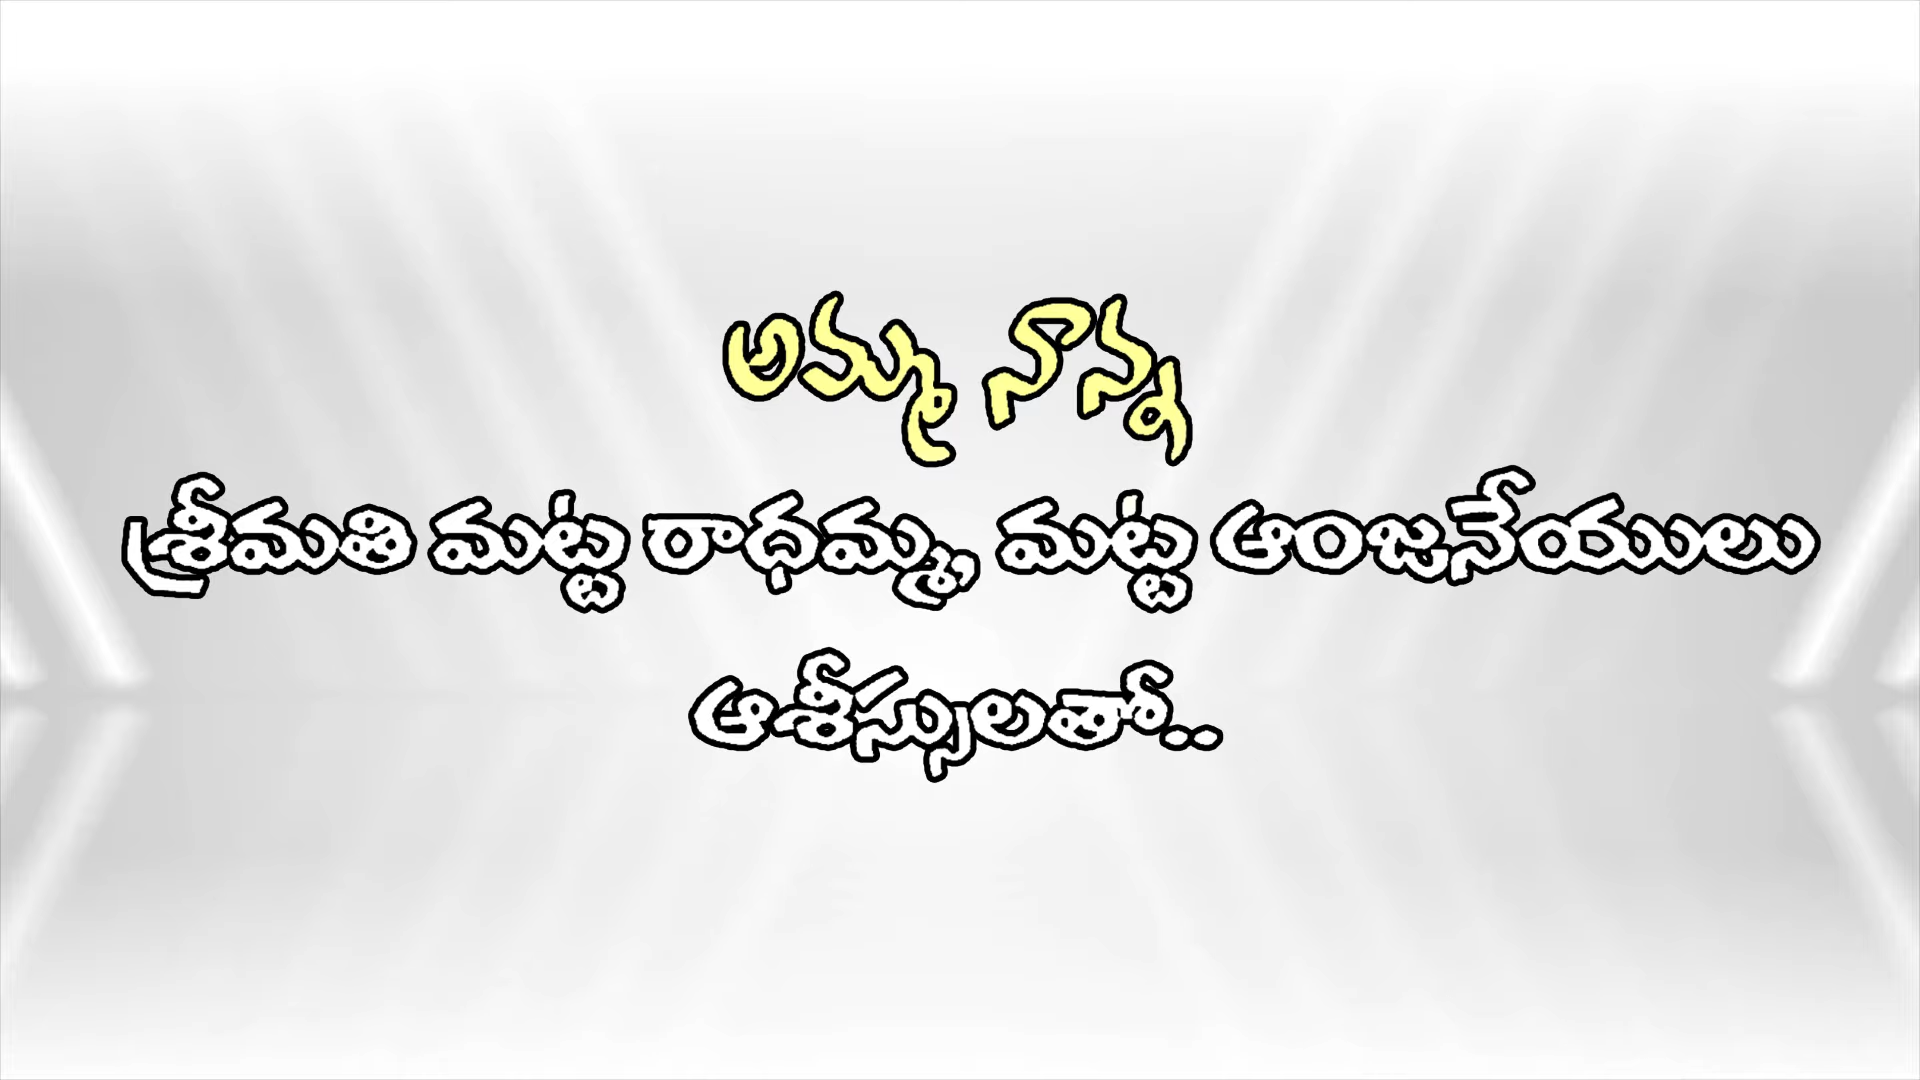 అమ్మ నాన్న
శ్రీమతి మట్ట రాధమ్మ, మట్ట ఆంజనేయులు
ఆశీస్సులతో..